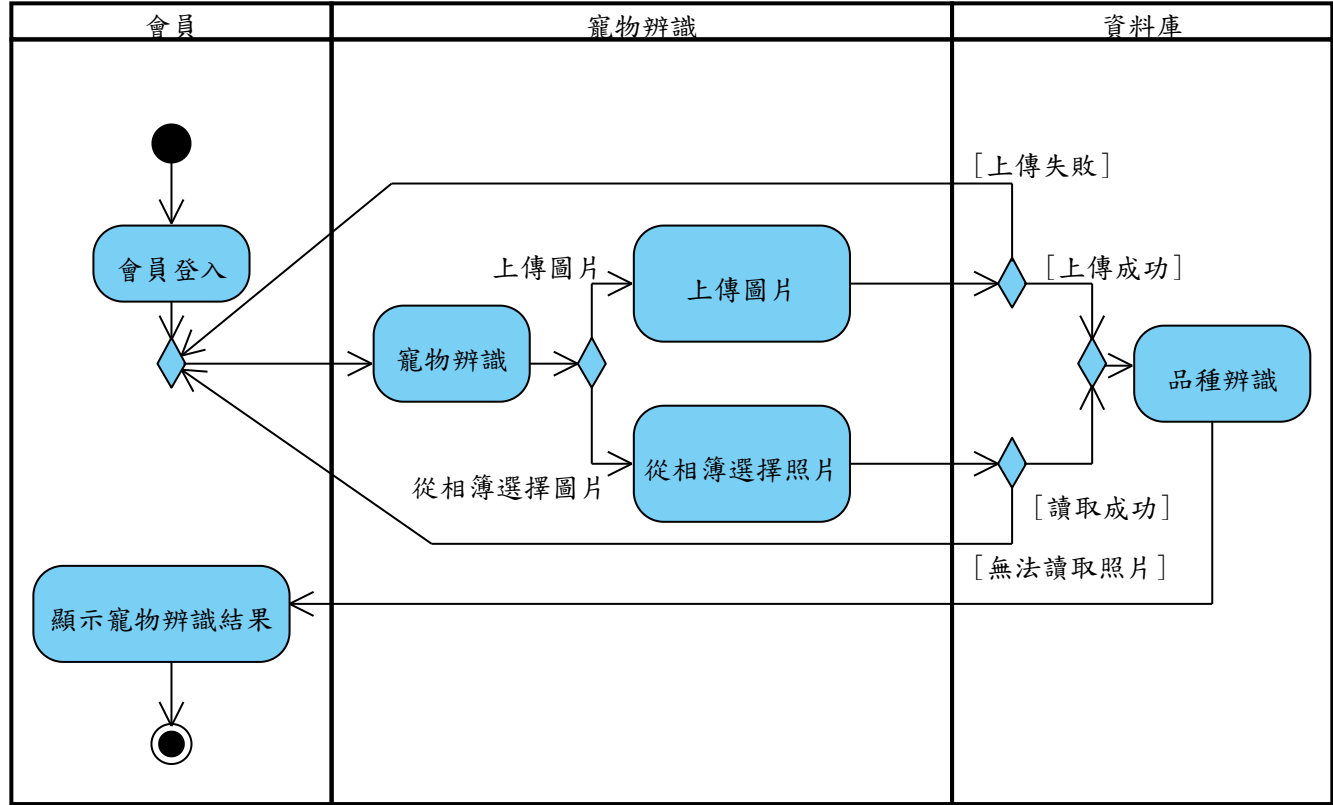 會員
寵物辨識
資料庫
[上傳失敗]
會員登入
上傳圖片
上傳圖片
[上傳成功]
寵物辨識
品種辨識
從相簿選擇圖片
從相簿選擇照片
[讀取成功]
[無法讀取照片]
顯示寵物辨識結果